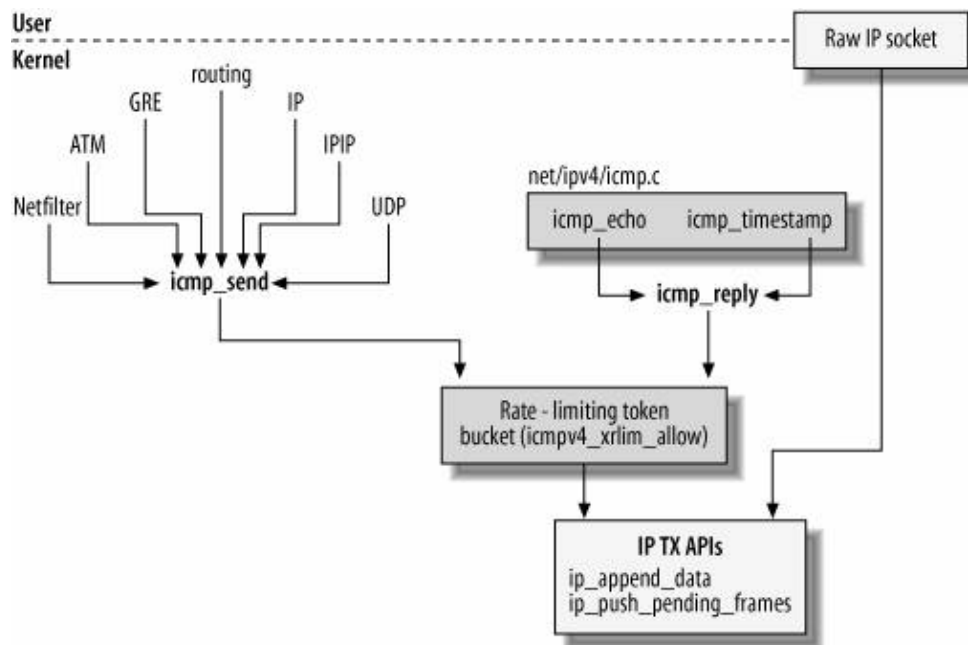 User
Raw IP socket
Kernel
routing
GRE
IP
ATM
IPIP
Netfilter
UDP
net/ipv4/icmp.c
icmp_echo
icmp_timestamp
icmp_send
icmp_reply
Rate - limiting token
bucket (icmpv4_xrlim_allow)
IP TX APIs
ip_append_data
ip_push_pending_frames